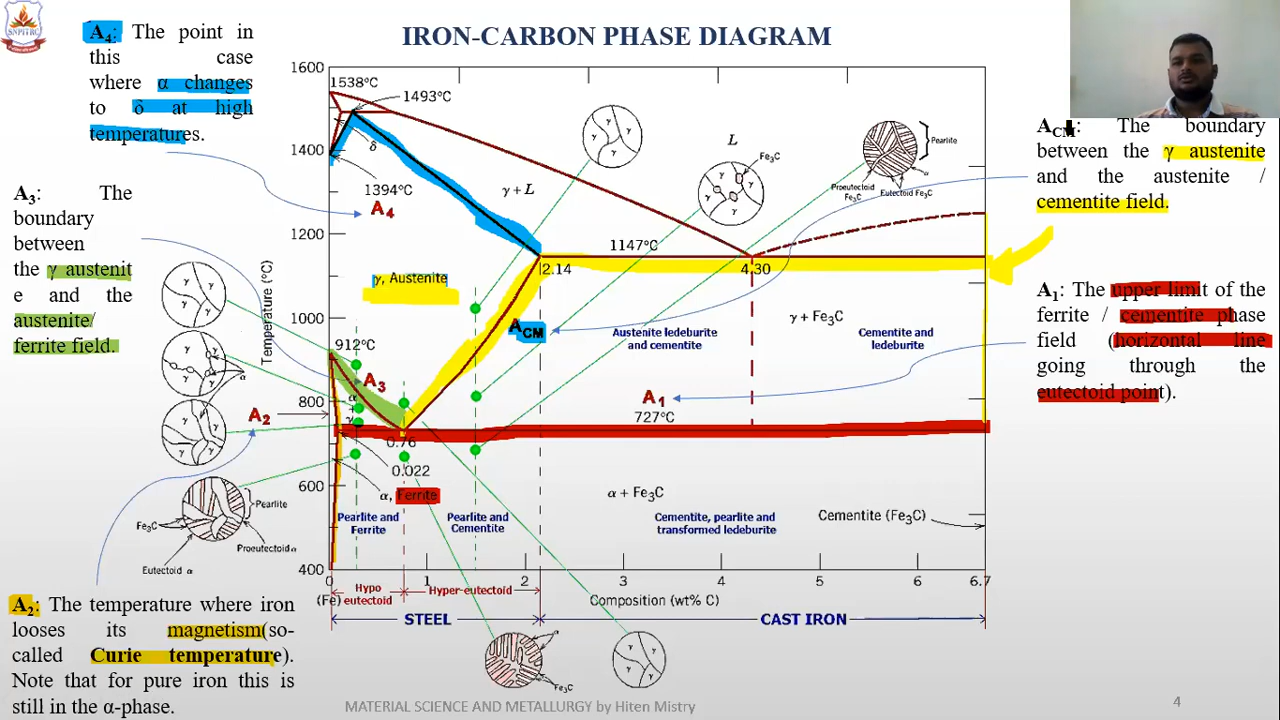 SNPITRC
IRON-CARBON PHASE DIAGRAM
A4: The point in
this case
where α changes
to δ at high
temperatures.
A3: The
boundary
between
the γ austenit
e and the
austenite/
ferrite field.
A2: The temperature where iron
looses its magnetism(so-
called Curie temperature).
Note that for pure iron this is
still in the α-phase.
ACM: The boundary
between the γ austenite
and the austenite /
cementite field.
A1: The upper limit of the
ferrite / cementite phase
field (horizontal line
going through the
eutectoid point).
Temperature (°C)
1600
1400
1200
1000
800
600
400
1538°C
1493°C
δ
1394°C
A4
γ + L
L
γ
γ
γ
γ
γ
Fe3C
γ
γ
γ
Pearlite
α
Proeutectoid
Fe3C
Eutectoid Fe3C
1147°C
2.14
4.30
γ, Austenite
ACM
Austenite ledeburite
and cementite
γ + Fe3C
Cementite and
ledeburite
912°C
A3
α
+
γ
A2
A1
727°C
0.76
0.022
α, Ferrite
α + Fe3C
Pearlite and
Ferrite
Pearlite and
Cementite
Cementite, pearlite and
transformed ledeburite
Cementite (Fe3C)
γ
γ
γ
γ
γ
γ
γ
γ
α
γ
γ
γ
γ
Pearlite
Fe3C
Proeutectoid α
Eutectoid α
0
1
2
3
4
5
6
6.7
(Fe)
Hypo
eutectoid
Hyper-eutectoid
Composition (wt% C)
STEEL
CAST IRON
α
Fe3C
γ
γ
γ
γ
MATERIAL SCIENCE AND METALLURGY by Hiten Mistry
4